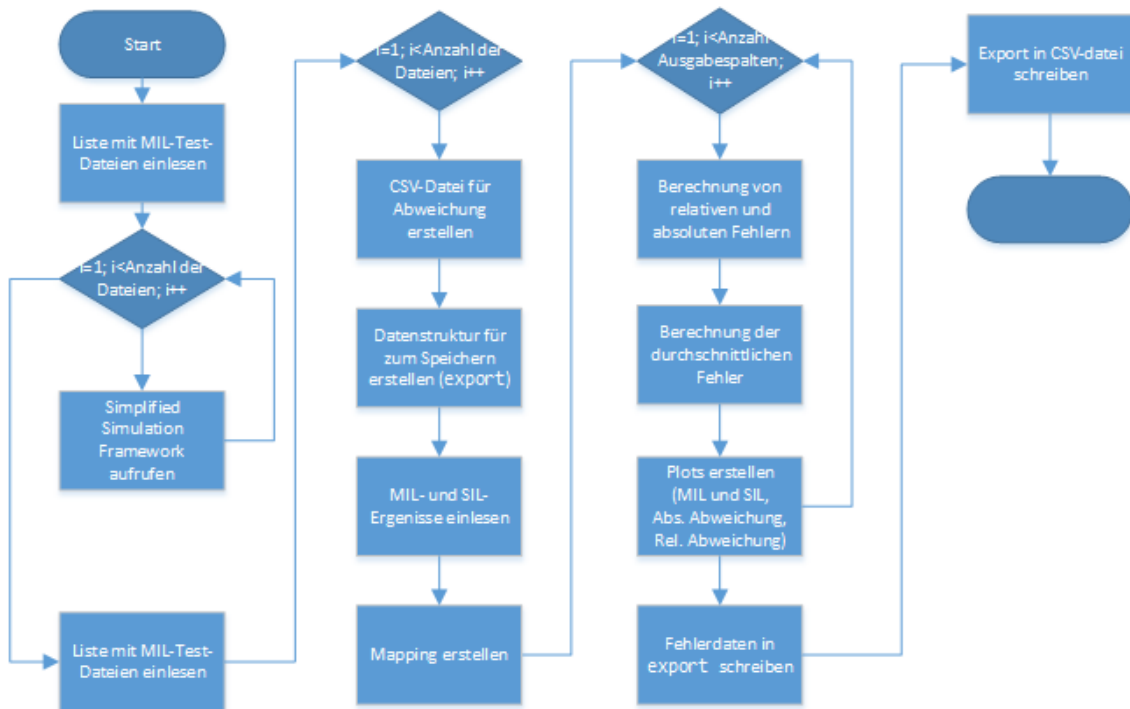 Start
Liste mit MIL-Test-
Dateien einlesen
i=1; i<Anzahl der
Dateien; i++
Simplified
Simulation
Framework
aufrufen
Liste mit MIL-Test-
Dateien einlesen
i=1; i<Anzahl der
Dateien; i++
CSV-Datei für
Abweichung
erstellen
Datenstruktur für
zum Speichern
erstellen (export)
MIL- und SIL-
Ergenisse einlesen
Mapping erstellen
i=1; i<Anzahl
Ausgabespalten;
i++
Berechnung von
relativen und
absoluten Fehlern
Berechnung der
durchschnittlichen
Fehler
Plots erstellen
(MIL und SIL,
Abs. Abweichung,
Rel. Abweichung)
Fehlerdaten in
export schreiben
Export in CSV-datei
schreiben